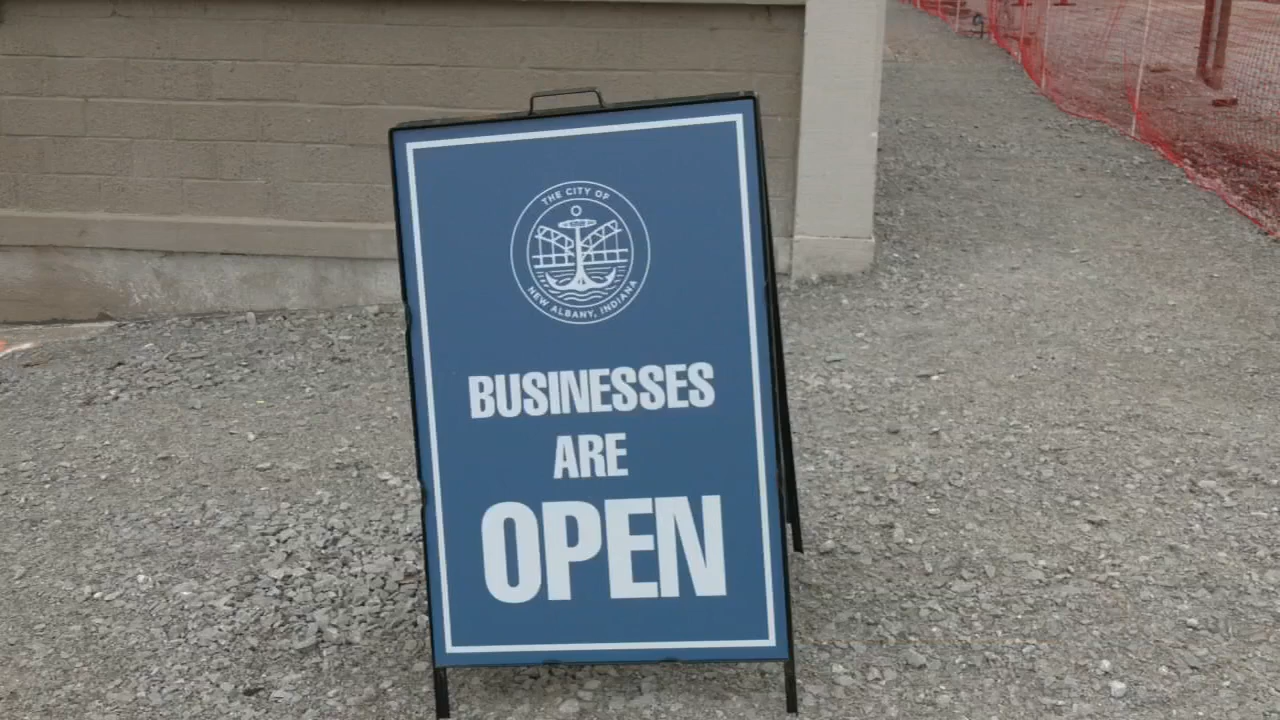 THE CITY OF
NEW ALBANY, INDIANA
BUSINESSES
ARE
OPEN